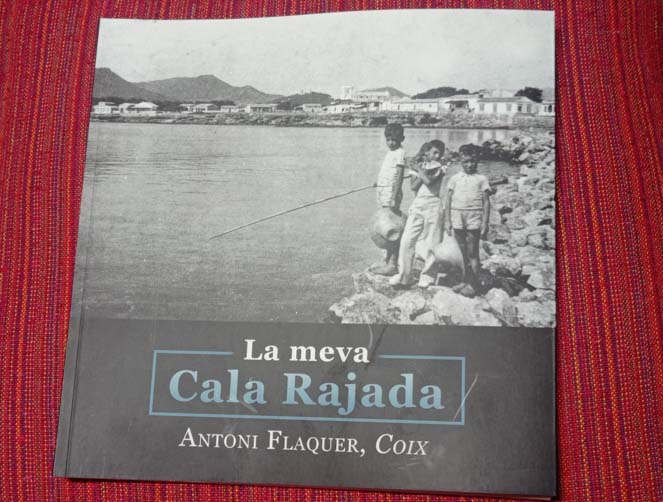 La meva
Cala Rajada
ANTONI FLAQUER, COIX